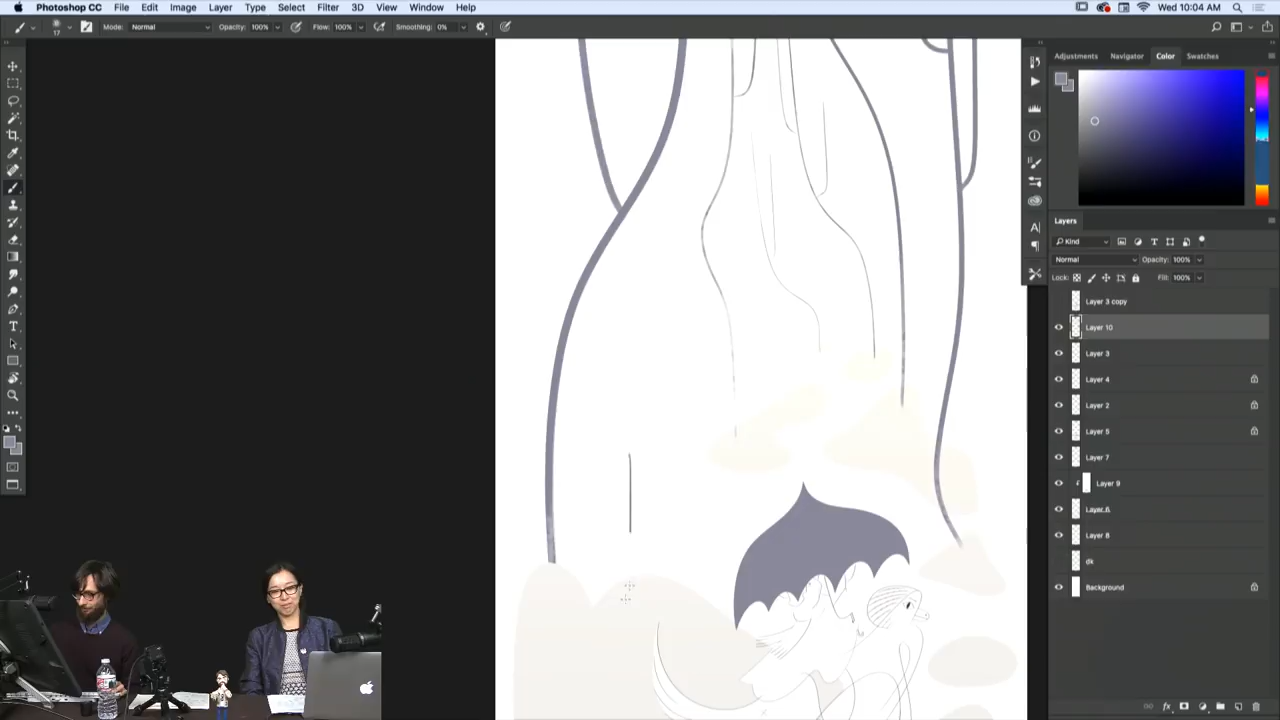 Photoshop CC File Edit Image Layer Type Select Filter 3D View Window Help Wed 10:04 AM
17 Mode: Normal Opacity: 100% Flow: 100% Smoothing: 0%
Adjustments Navigator Color Swatches
Layers
Kind
Normal Opacity: 100%
Lock: Fill: 100%
Layer 3 copy
Layer 10
Layer 3
Layer 4
Layer 2
Layer 5
Layer 7
Layer 9
Layer 6
Layer 8
dk
Background